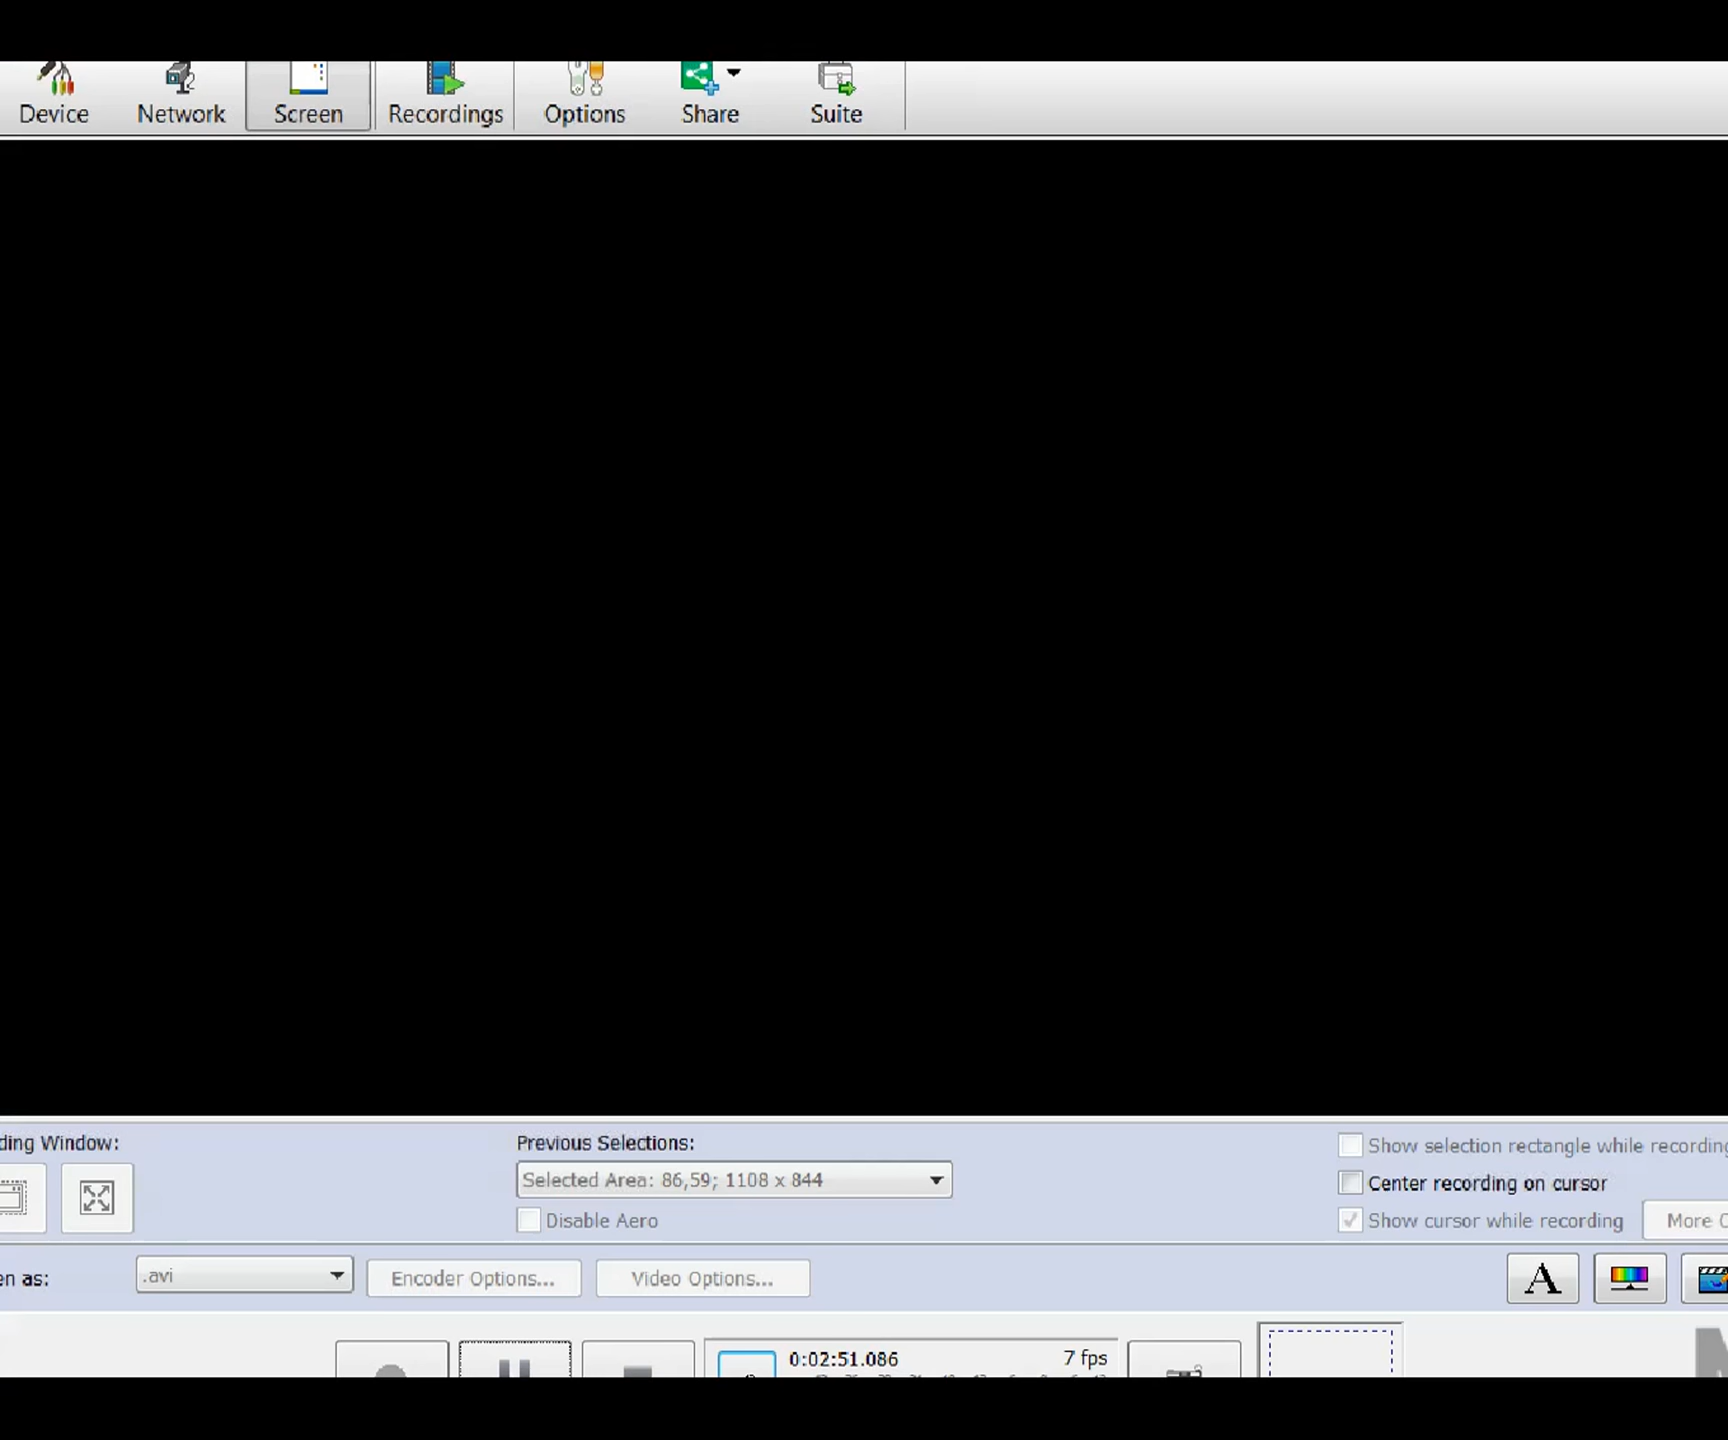 Device Network Screen Recordings Options Share Suite
ding Window: Previous Selections: Show selection rectangle while recording
Selected Area: 86,59; 1108 x 844 Center recording on cursor
Disable Aero Show cursor while recording More
en as: .avi Encoder Options... Video Options... A
0:02:51.086 7 fps